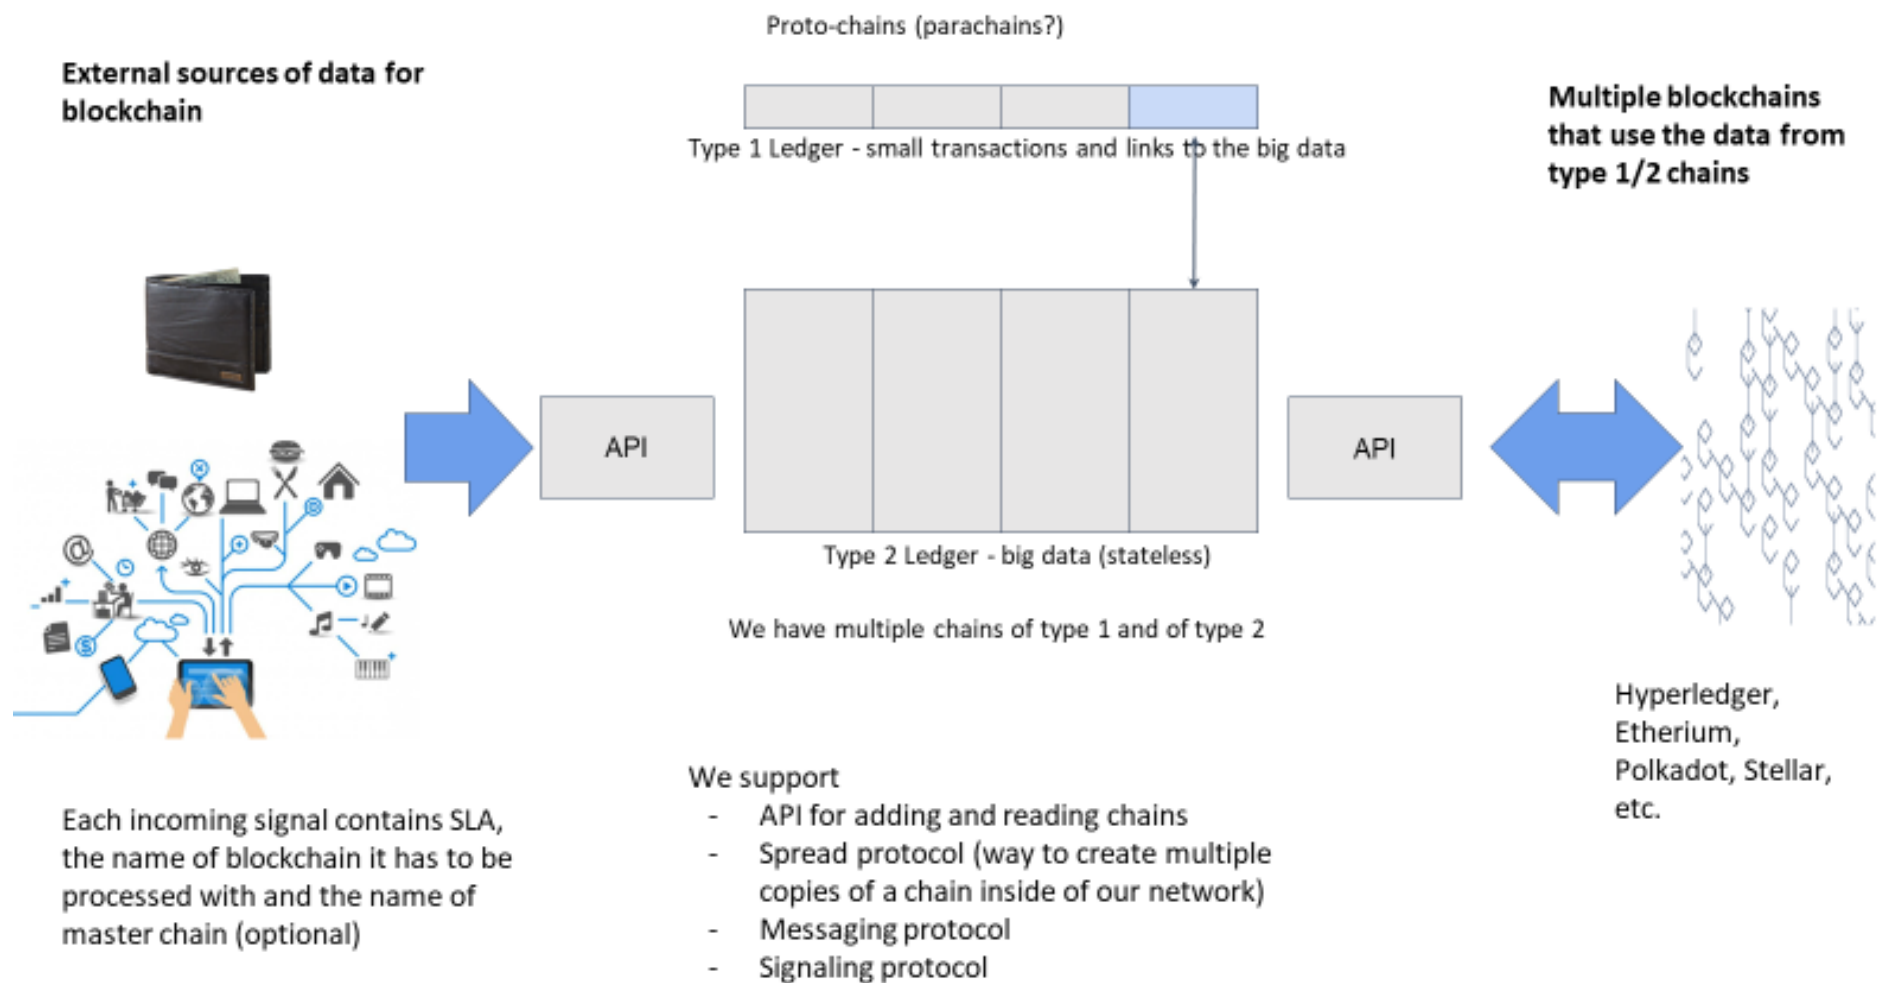 Proto-chains (parachains?)
External sources of data for
blockchain
Type 1 Ledger - small transactions and links to the big data
Multiple blockchains
that use the data from
type 1/2 chains
API
API
Type 2 Ledger - big data (stateless)
We have multiple chains of type 1 and of type 2
Each incoming signal contains SLA,
the name of blockchain it has to be
processed with and the name of
master chain (optional)
We support
- API for adding and reading chains
- Spread protocol (way to create multiple
copies of a chain inside of our network)
- Messaging protocol
- Signaling protocol
Hyperledger,
Etherium,
Polkadot, Stellar,
etc.